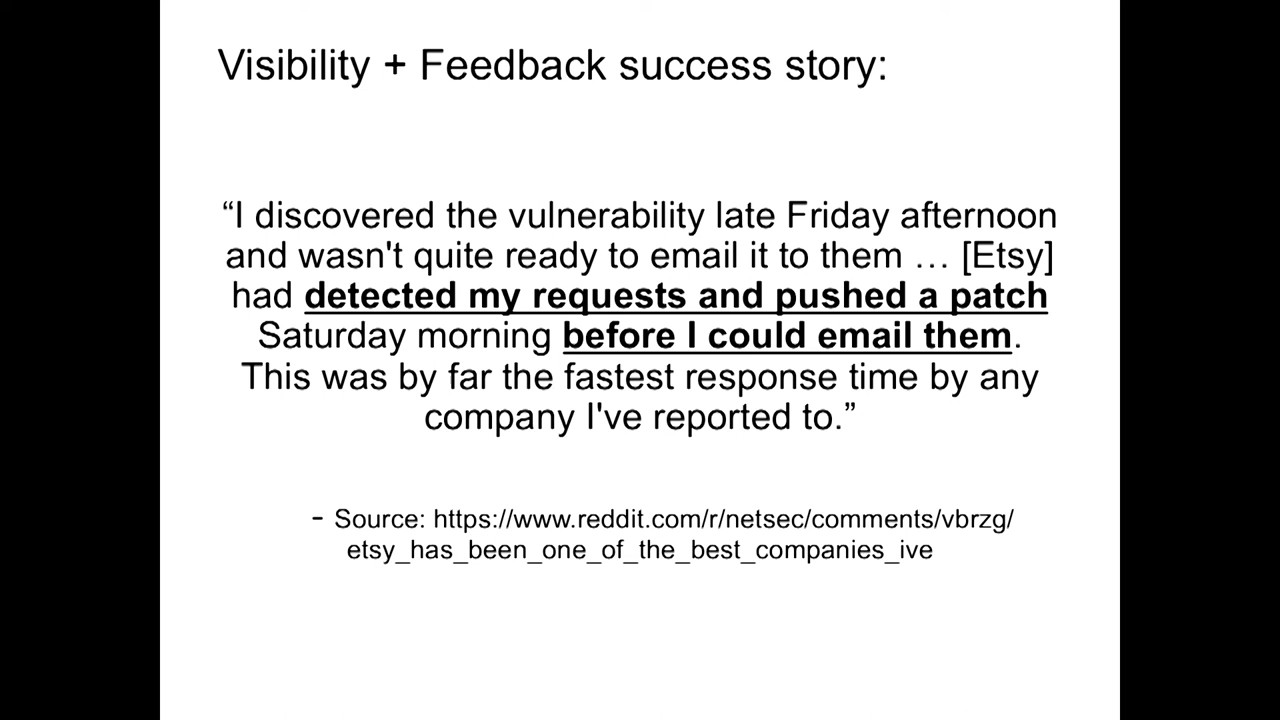 Visibility + Feedback success story:
“I discovered the vulnerability late Friday afternoon
and wasn't quite ready to email it to them … [Etsy]
had detected my requests and pushed a patch
Saturday morning before I could email them.
This was by far the fastest response time by any
company I've reported to.”
- Source: https://www.reddit.com/r/netsec/comments/vbrzg/
etsy_has_been_one_of_the_best_companies_ive